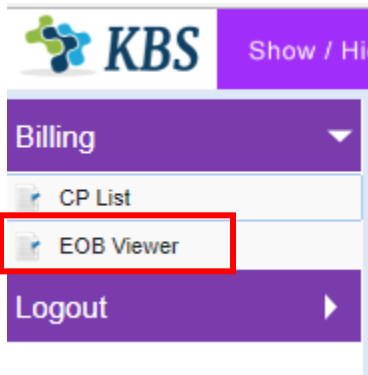 KBS
Show / Hi
Billing
CP List
EOB Viewer
Logout